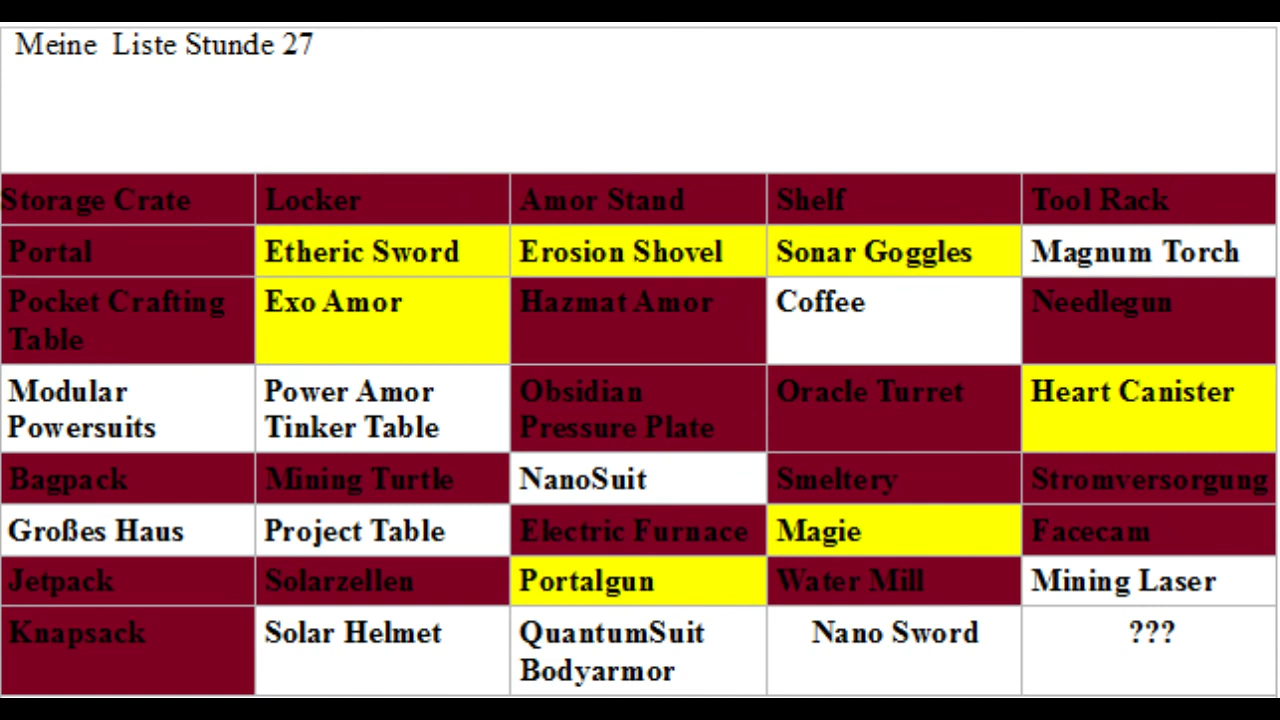 Meine Liste Stunde 27
Storage Crate Locker Amor Stand Shelf Tool Rack
Portal Etheric Sword Erosion Shovel Sonar Goggles Magnum Torch
Pocket Crafting Table Exo Amor Hazmat Amor Coffee Needlegun
Modular Powersuits Power Amor Tinker Table Obsidian Pressure Plate Oracle Turret Heart Canister
Bagpack Mining Turtle NanoSuit Smeltery Stromversorgung
Großes Haus Project Table Electric Furnace Magie Facecam
Jetpack Solarzellen Portalgun Water Mill Mining Laser
Knapsack Solar Helmet QuantumSuit Bodyarmor Nano Sword ???